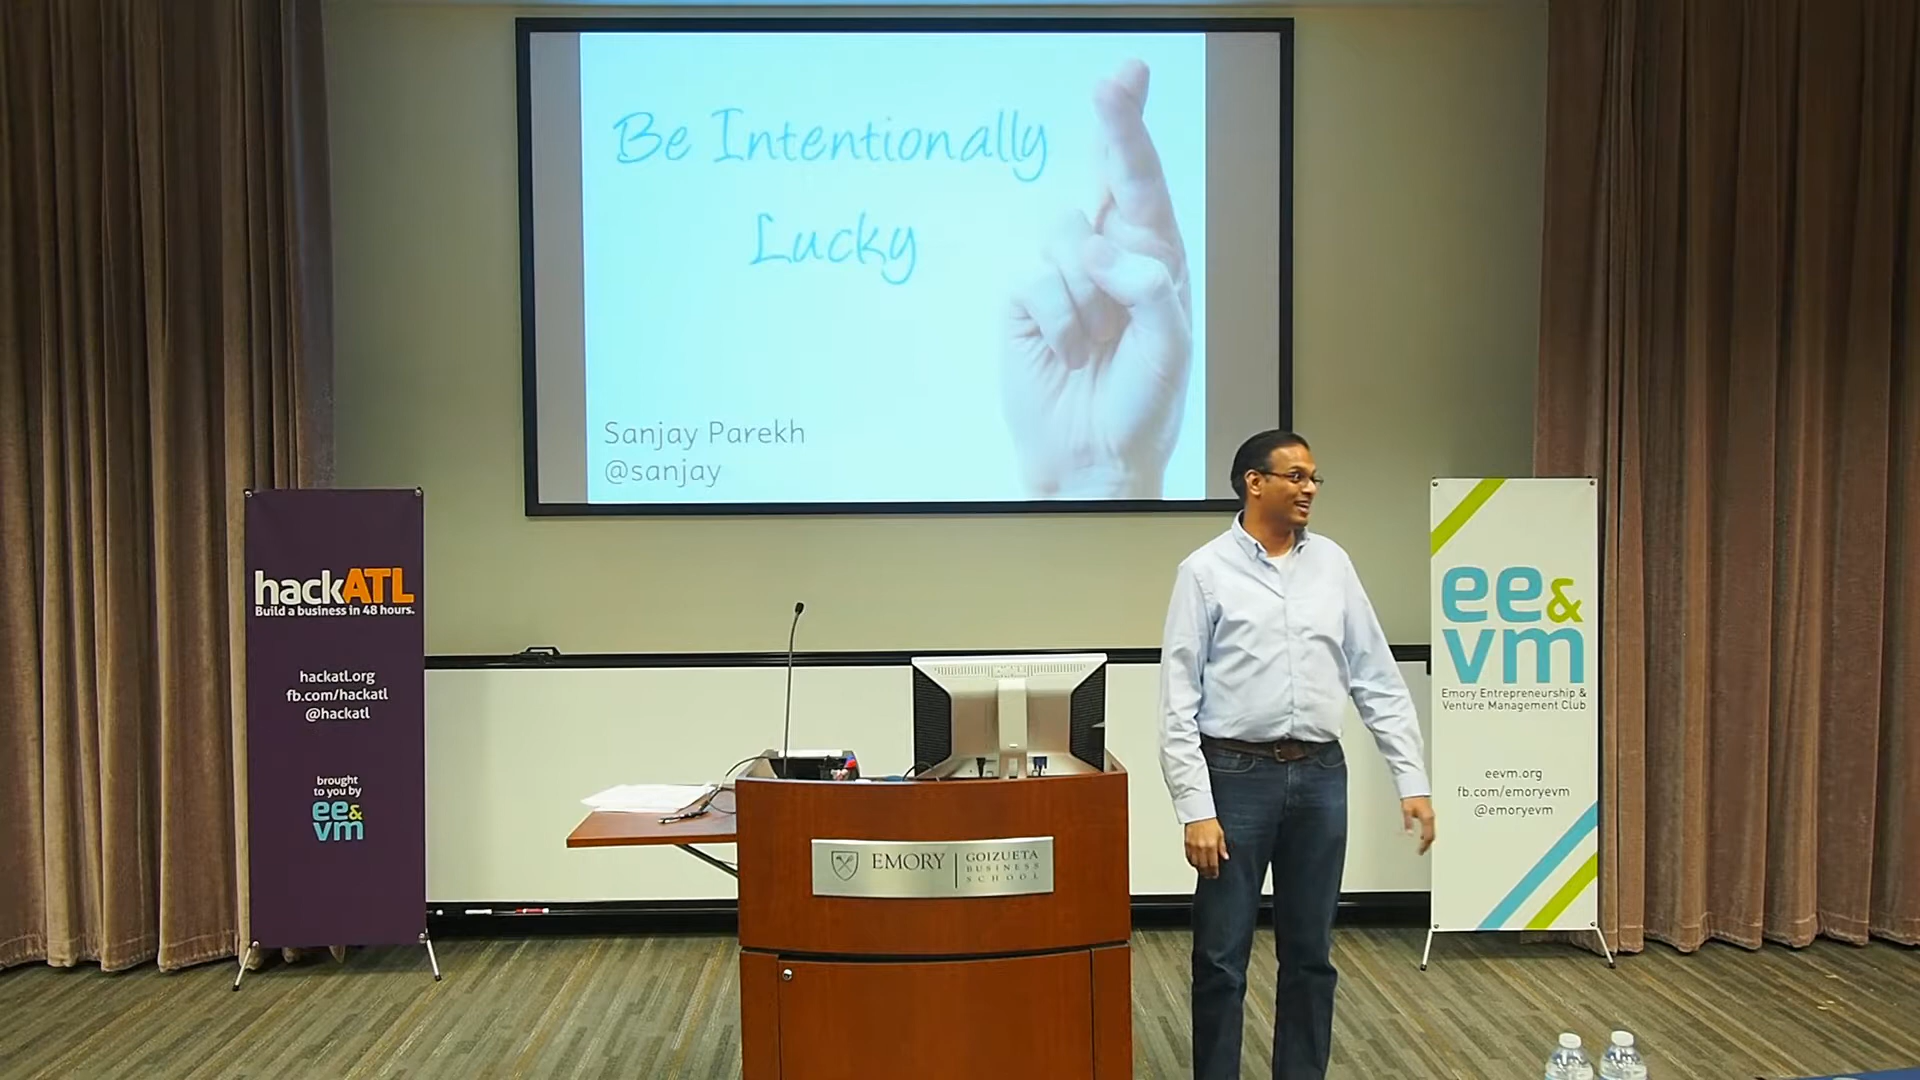 Be Intentionally
Lucky
Sanjay Parekh
@sanjay
hackATL
Build a business in 48 hours.
hackatl.org
fb.com/hackatl
@hackatl
brought
to you by
ee&
vm
EMORY
GOIZUETA
BUSINESS
SCHOOL
ee&
vm
Emory Entrepreneurship &
Venture Management Club
eevm.org
fb.com/emoryevm
@emoryevm